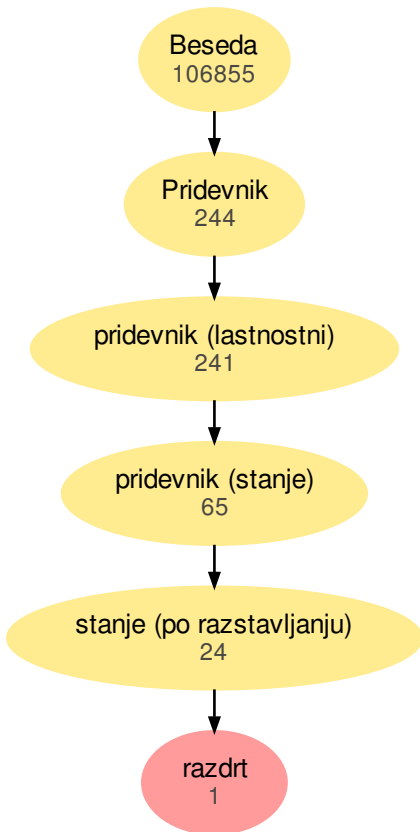 Beseda
106855
Pridevnik
244
pridevnik (lastnostni)
241
pridevnik (stanje)
65
stanje (po razstavljanju)
24
razdrt
1